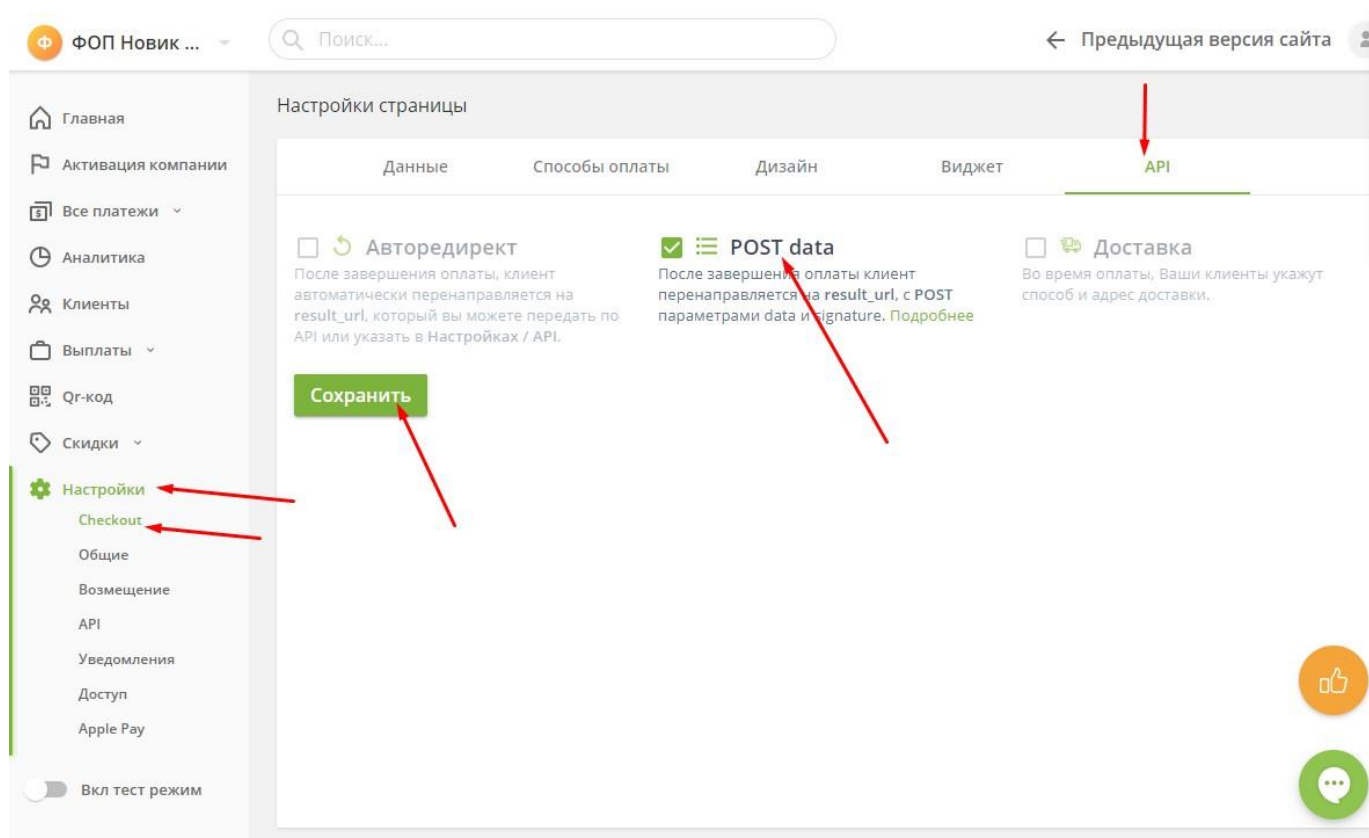 Ф ФОП Новик ...
Поиск...
← Предыдущая версия сайта
Главная
Активация компании
Все платежи
Аналитика
Клиенты
Выплаты
Qr-код
Скидки
Настройки
Checkout
Общие
Возмещение
API
Уведомления
Доступ
Apple Pay
Вкл тест режим
Настройки страницы
Данные Способы оплаты Дизайн Виджет API
Авторедирект
После завершения оплаты, клиент
автоматически перенаправляется на
result_url, который вы можете передать по
API или указать в Настройках / API.
POST data
После завершения оплаты клиент
перенаправляется на result_url, с POST
параметрами data и signature. Подробнее
Доставка
Во время оплаты, Ваши клиенты укажут
способ и адрес доставки.
Сохранить